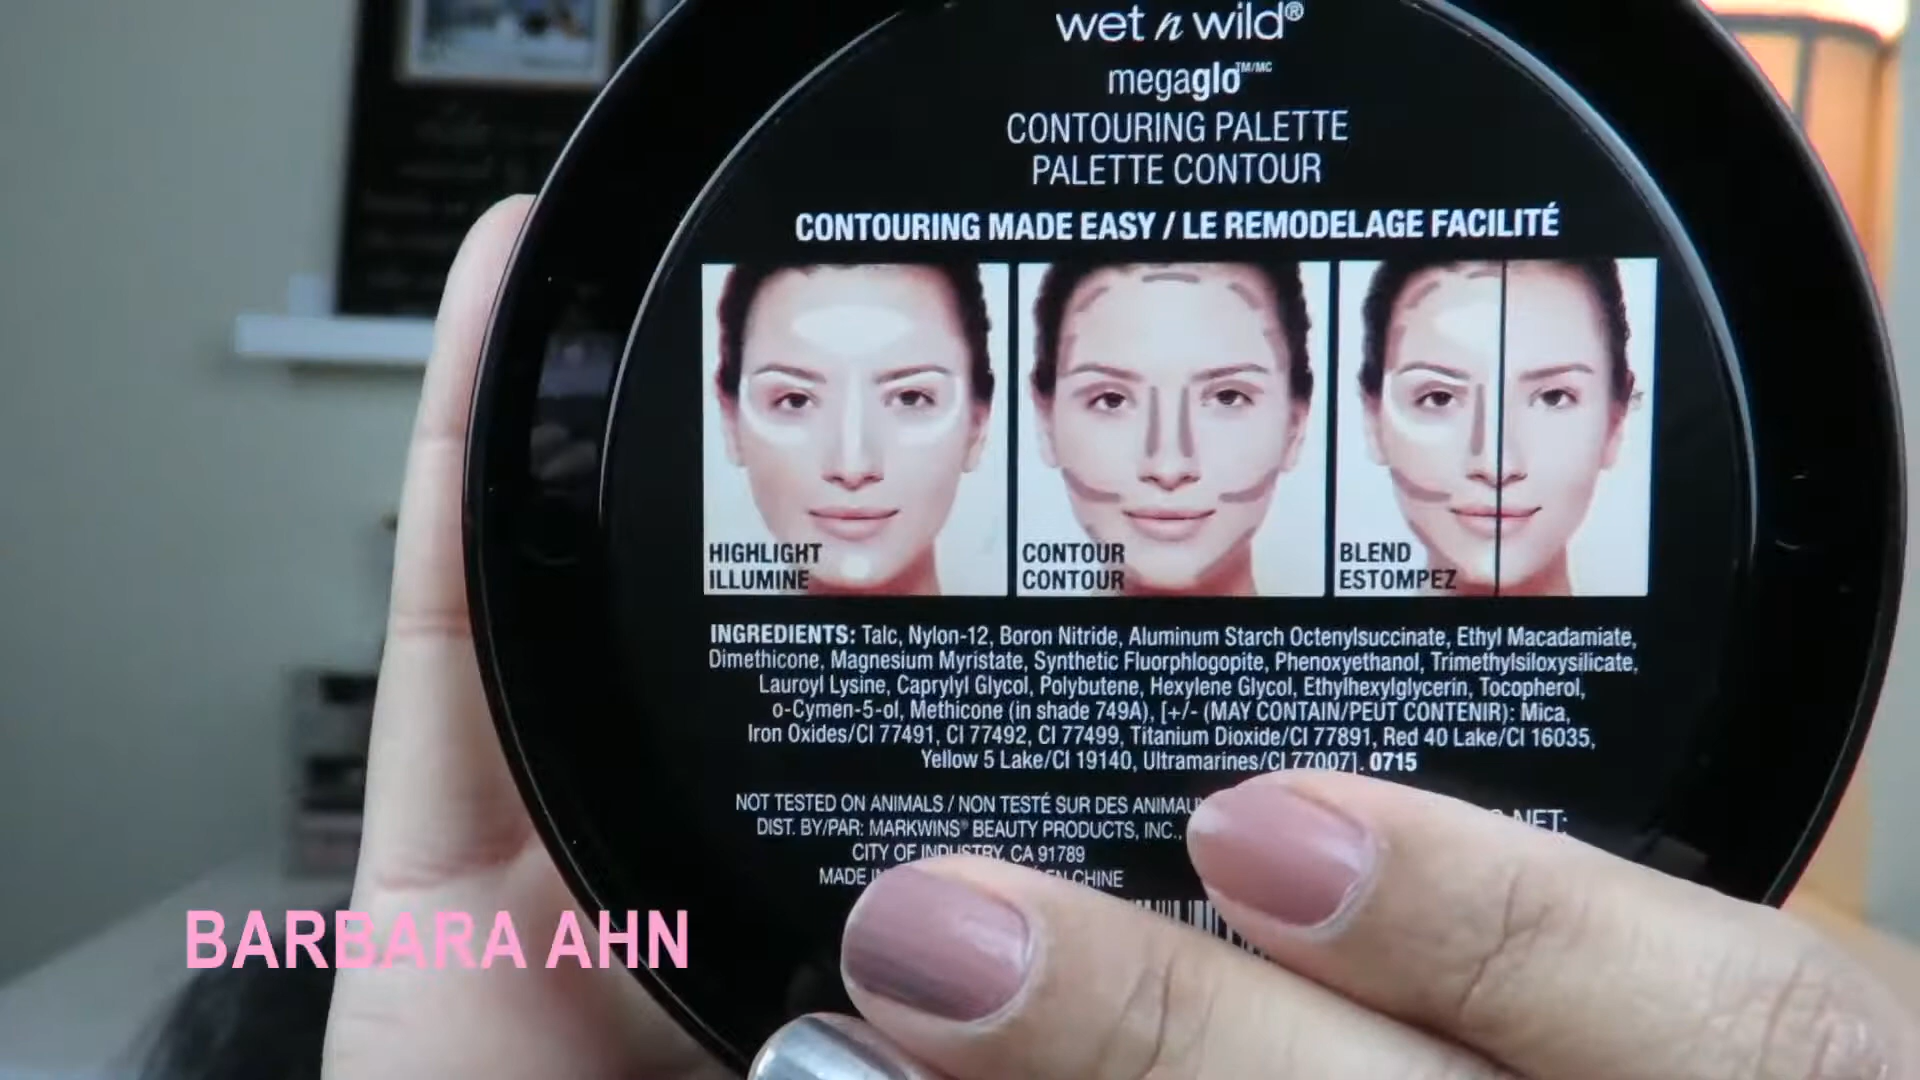 wet n wild®
megaglo™/MC
CONTOURING PALETTE
PALETTE CONTOUR
CONTOURING MADE EASY / LE REMODELAGE FACILITÉ
HIGHLIGHT
ILLUMINE
CONTOUR
CONTOUR
BLEND
ESTOMPEZ
INGREDIENTS: Talc, Nylon-12, Boron Nitride, Aluminum Starch Octenylsuccinate, Ethyl Macadamiate,
Dimethicone, Magnesium Myristate, Synthetic Fluorphlogopite, Phenoxyethanol, Trimethylsiloxysilicate,
Lauroyl Lysine, Caprylyl Glycol, Polybutene, Hexylene Glycol, Ethylhexylglycerin, Tocopherol,
o-Cymen-5-ol, Methicone (in shade 749A), [+/- (MAY CONTAIN/PEUT CONTENIR): Mica,
Iron Oxides/CI 77491, CI 77492, CI 77499, Titanium Dioxide/CI 77891, Red 40 Lake/CI 16035,
Yellow 5 Lake/CI 19140, Ultramarines/CI 77007]. 0715
NOT TESTED ON ANIMALS / NON TESTÉ SUR DES ANIMAU
DIST. BY/PAR: MARKWINS® BEAUTY PRODUCTS, INC.,
CITY OF INDUSTRY, CA 91789
MADE EN CHINE
NET:
BARBARA AHN